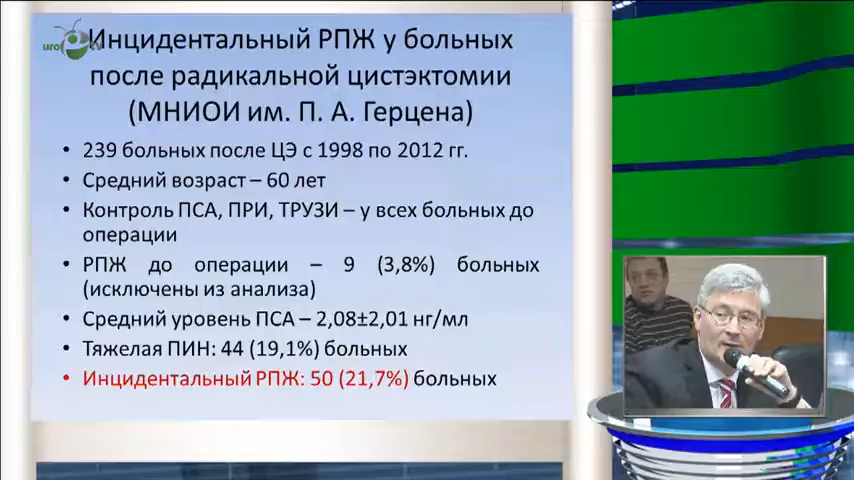 Инцидентальный РПЖ у больных
после радикальной цистэктомии
(МНИОИ им. П. А. Герцена)
• 239 больных после ЦЭ с 1998 по 2012 гг.
• Средний возраст – 60 лет
• Контроль ПСА, ПРИ, ТРУЗИ – у всех больных до
операции
• РПЖ до операции – 9 (3,8%) больных
(исключены из анализа)
• Средний уровень ПСА – 2,08±2,01 нг/мл
• Тяжелая ПИН: 44 (19,1%) больных
• Инцидентальный РПЖ: 50 (21,7%) больных